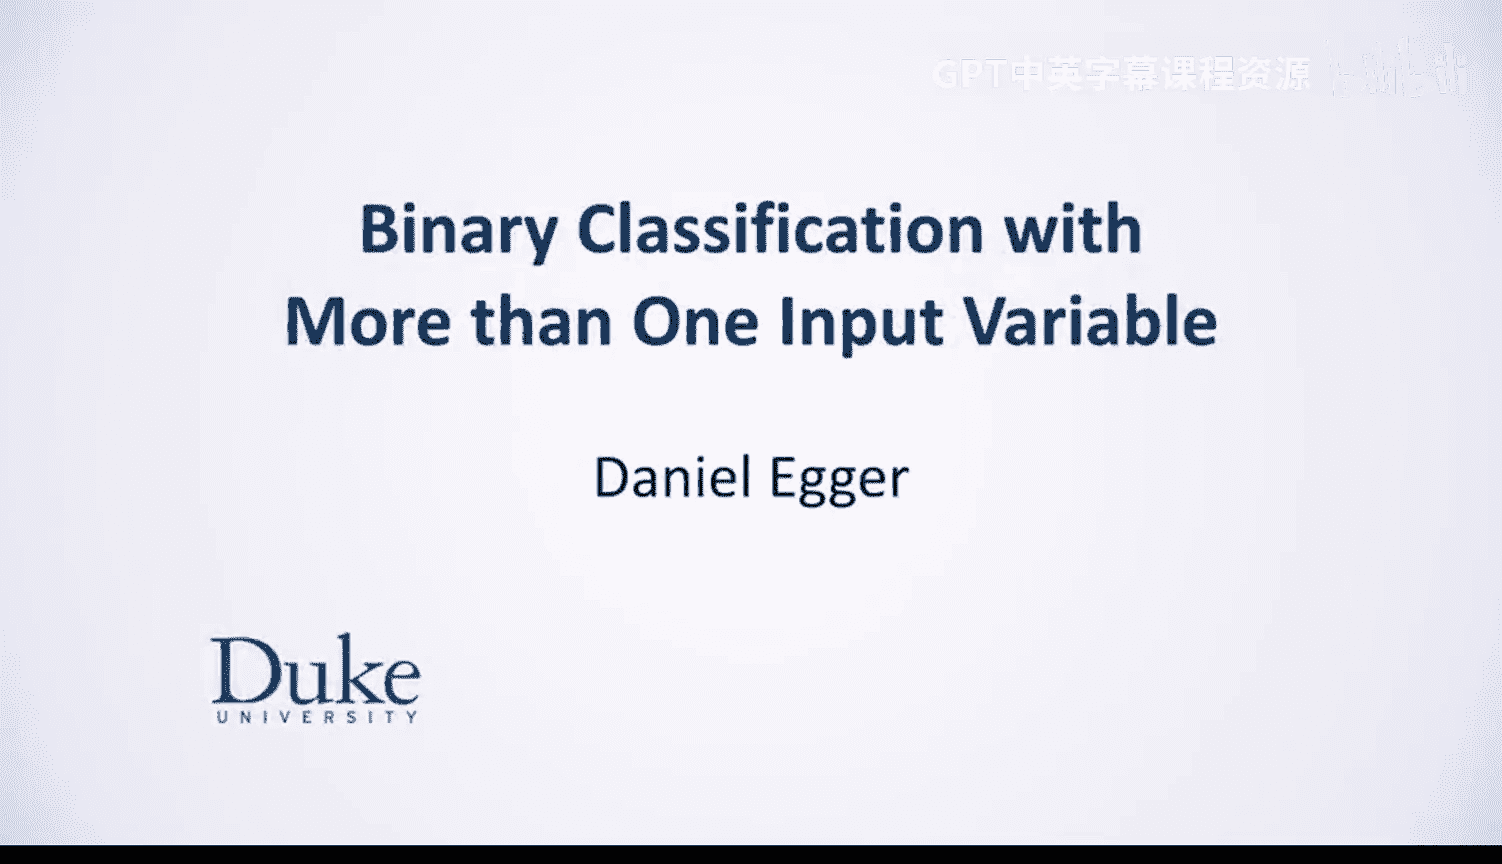 GPT中英字幕课程资源
Binary Classification with
More than One Input Variable
Daniel Egger
Duke
UNIVERSITY